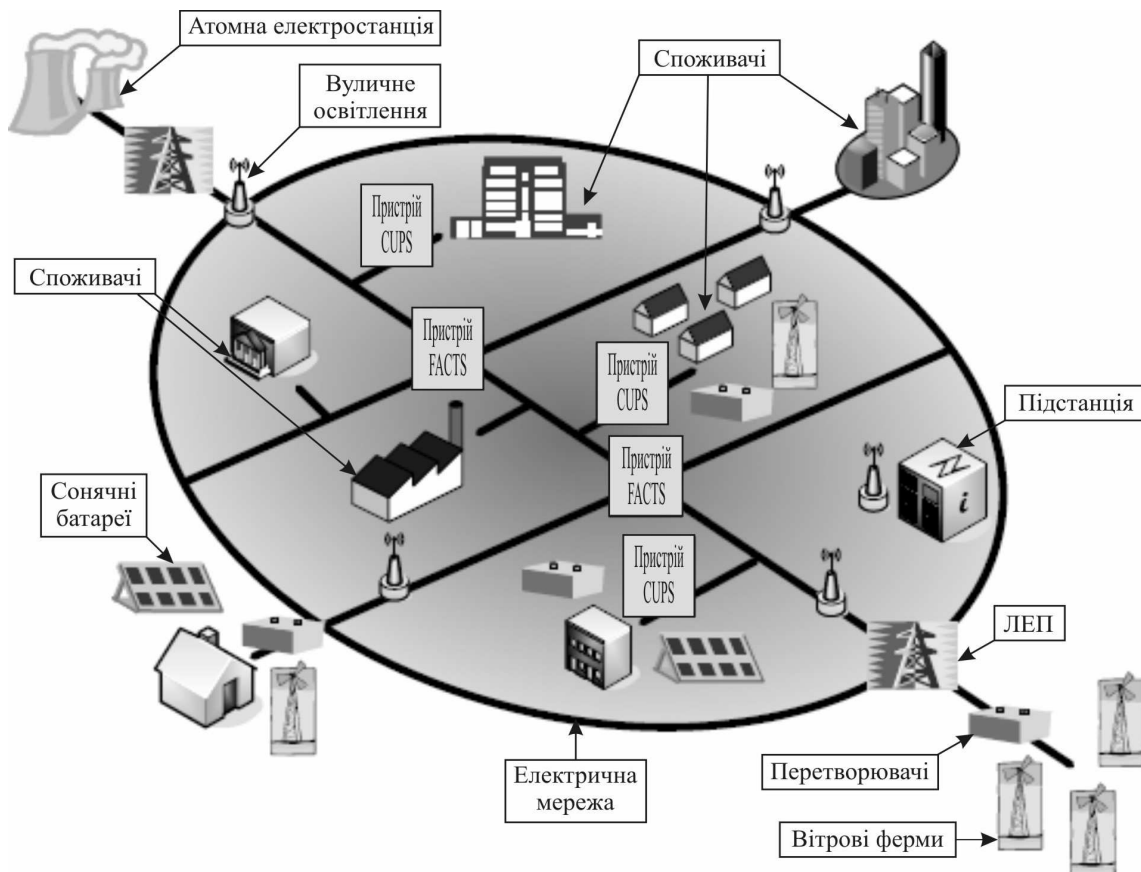 Атомна електростанція
Споживачі
Вуличне
освітлення
Пристрій
CUPS
Споживачі
Пристрій
FACTS
Пристрій
CUPS
Підстанція
Пристрій
FACTS
Сонячні
батареї
Пристрій
CUPS
i
ЛЕП
Електрична
мережа
Перетворювачі
Вітрові ферми